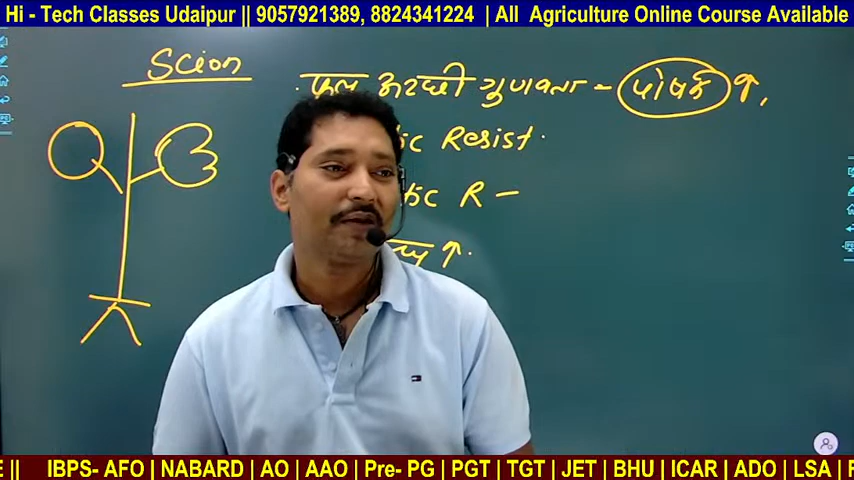 Hi - Tech Classes Udaipur || 9057921389, 8824341224 | All Agriculture Online Course Available
Scion
फल अच्छी गुणवत्ता - पोषक ↑,
Resist.
R -
↑.
E || IBPS- AFO | NABARD | AO | AAO | Pre- PG | PGT | TGT | JET | BHU | ICAR | ADO | LSA |